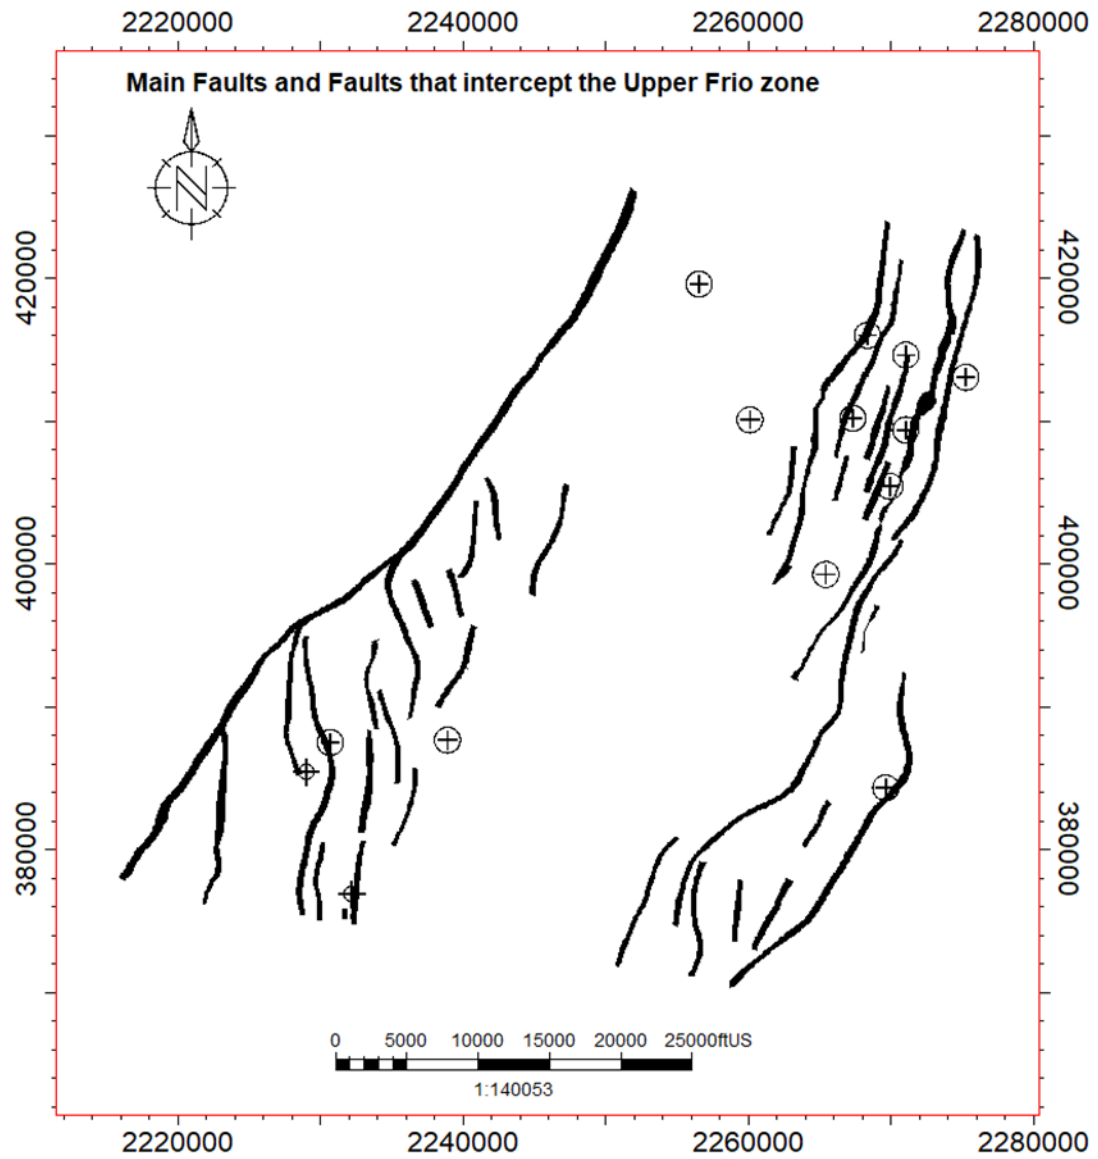 2220000 2240000 2260000 2280000
Main Faults and Faults that intercept the Upper Frio zone
N
420000 420000
400000 400000
380000 380000
0 5000 10000 15000 20000 25000ftUS
1:140053
2220000 2240000 2260000 2280000